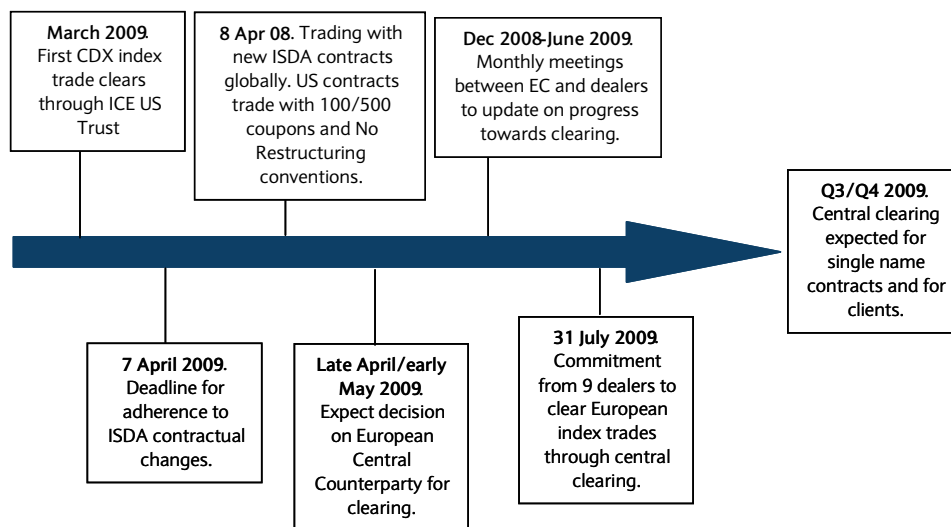 March 2009.
First CDX index
trade clears
through ICE US
Trust
8 Apr 08. Trading with
new ISDA contracts
globally. US contracts
trade with 100/500
coupons and No
Restructuring
conventions.
Dec 2008-June 2009.
Monthly meetings
between EC and dealers
to update on progress
towards clearing.
Q3/Q4 2009.
Central clearing
expected for
single name
contracts and for
clients.
7 April 2009.
Deadline for
adherence to
ISDA contractual
changes.
Late April/early
May 2009.
Expect decision
on European
Central
Counterparty for
clearing.
31 July 2009.
Commitment
from 9 dealers to
clear European
index trades
through central
clearing.